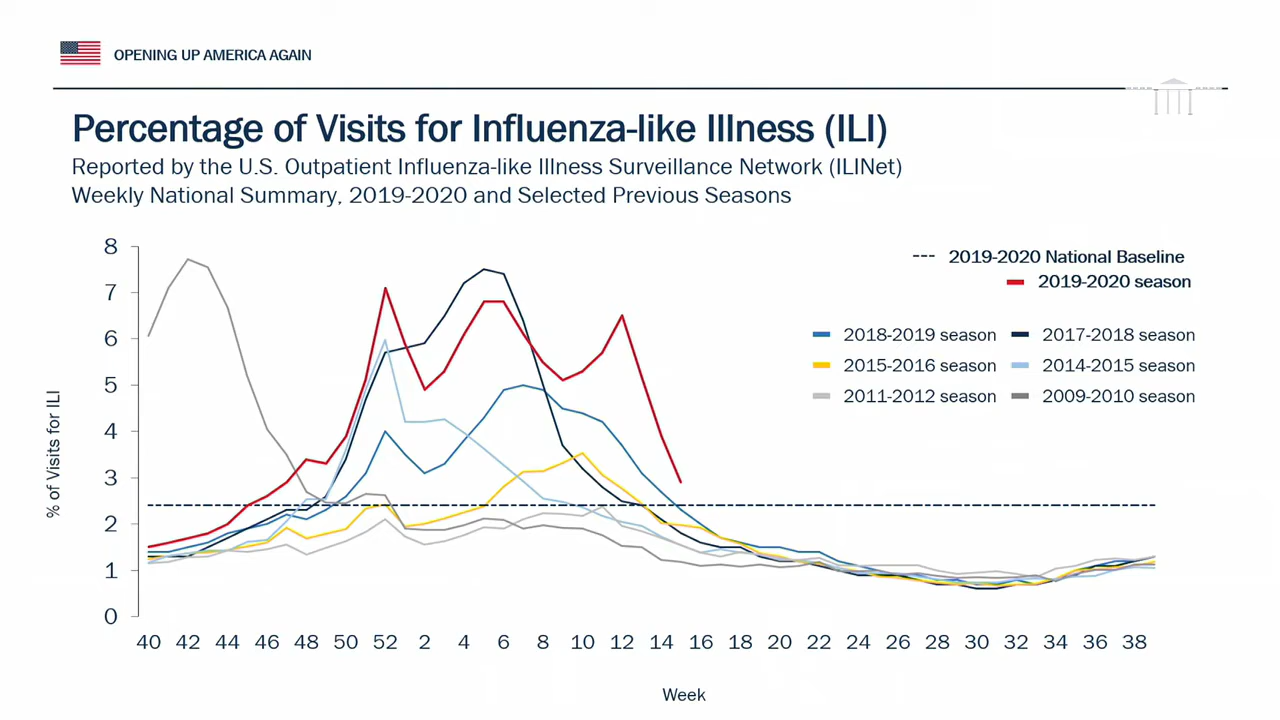 OPENING UP AMERICA AGAIN
Percentage of Visits for Influenza-like Illness (ILI)
Reported by the U.S. Outpatient Influenza-like Illness Surveillance Network (ILINet)
Weekly National Summary, 2019-2020 and Selected Previous Seasons
8
7
6
5
4
3
2
1
0
% of Visits for ILI
2019-2020 National Baseline
2019-2020 season
2018-2019 season 2017-2018 season
2015-2016 season 2014-2015 season
2011-2012 season 2009-2010 season
40 42 44 46 48 50 52 2 4 6 8 10 12 14 16 18 20 22 24 26 28 30 32 34 36 38
Week